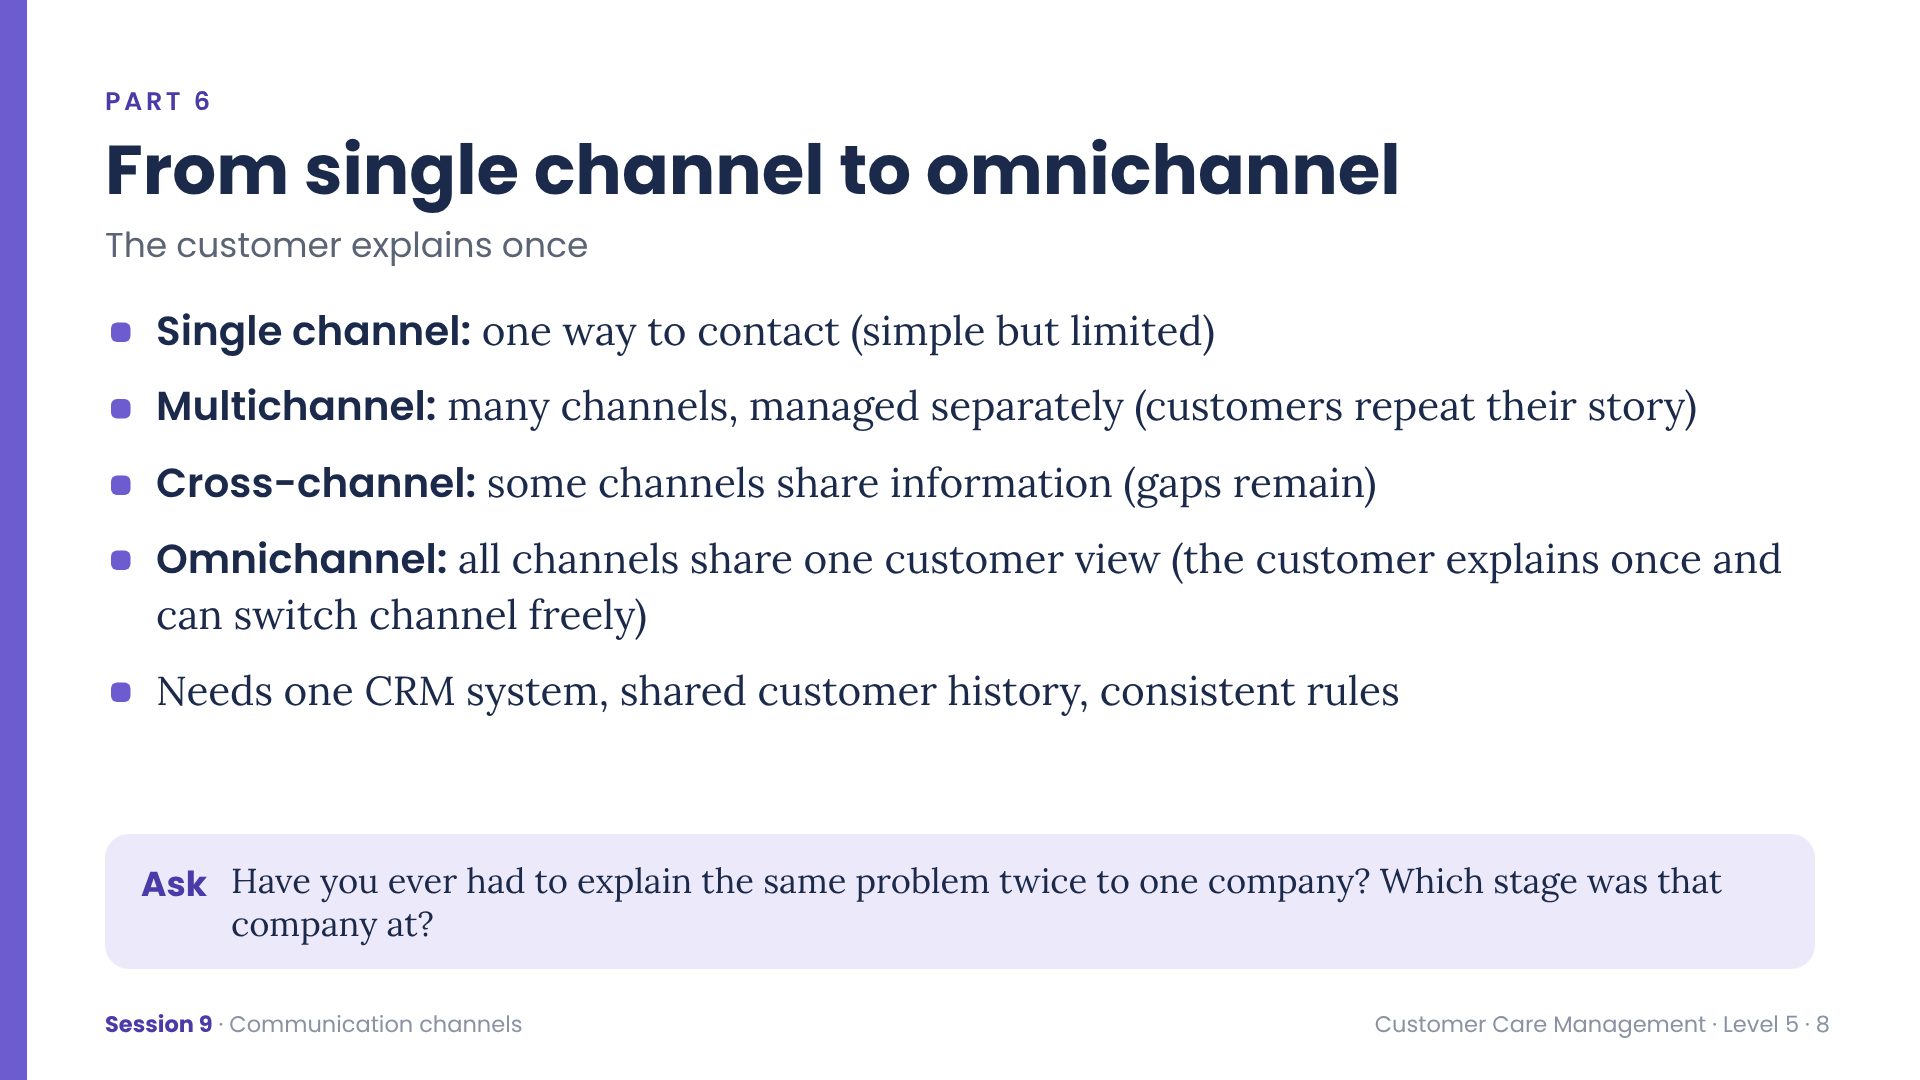 PART 6
From single channel to omnichannel
The customer explains once
Single channel: one way to contact (simple but limited)
Multichannel: many channels, managed separately (customers repeat their story)
Cross-channel: some channels share information (gaps remain)
Omnichannel: all channels share one customer view (the customer explains once and
can switch channel freely)
Needs one CRM system, shared customer history, consistent rules
Ask Have you ever had to explain the same problem twice to one company? Which stage was that
company at?
Session 9 · Communication channels
Customer Care Management · Level 5 · 8